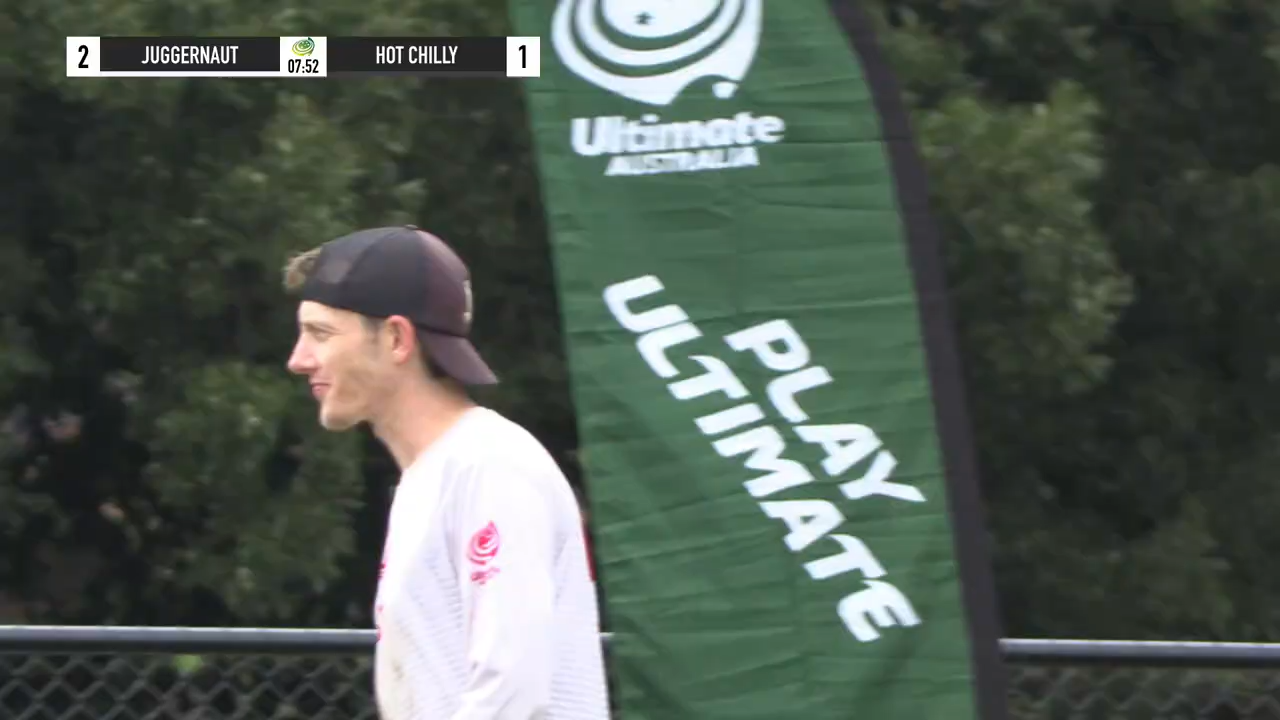 2 JUGGERNAUT 07:52 HOT CHILLY 1
Ultimate
AUSTRALIA
PLAY
ULTIMATE